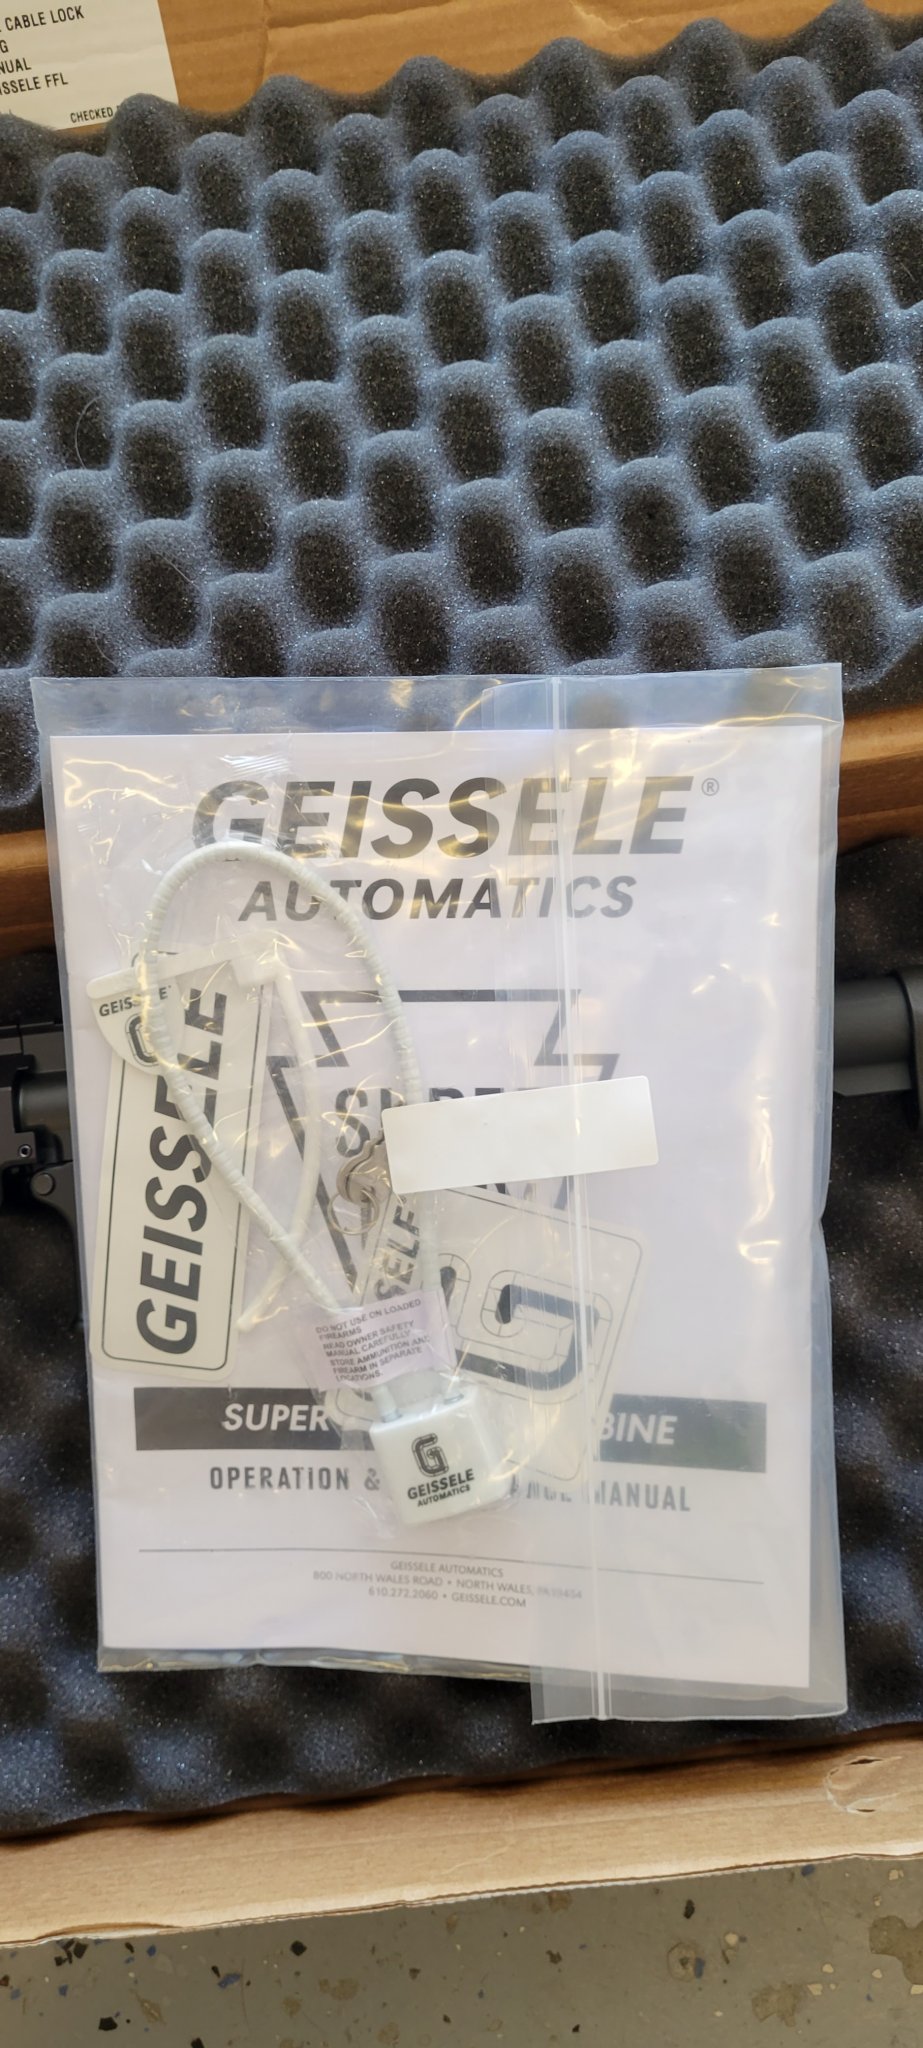 CABLE LOCK
G
NUAL
ISSELE FFL
CHECKED
GEISSELE®
AUTOMATICS
GEISSELE
GEISSELE
SUPER
SELE
DO NOT USE ON LOADED
FIREARMS
READ OWNER SAFETY
MANUAL CAREFULLY
STORE AMMUNITION AND
FIREARM IN SEPARATE
LOCATIONS.
SUPER BINE
G
GEISSELE
AUTOMATICS
OPERATION & MANUAL
GEISSELE AUTOMATICS
800 NORTH WALES ROAD • NORTH WALES, PA 19454
610.272.2060 • GEISSELE.COM